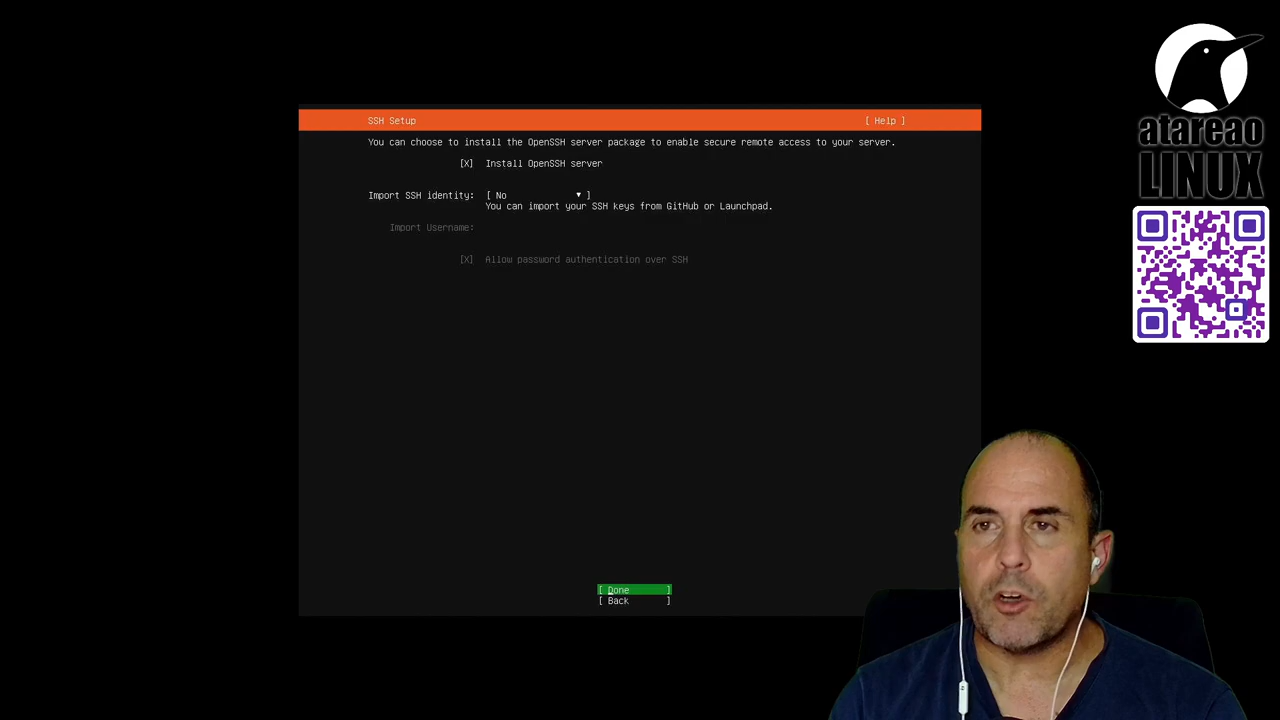 SSH Setup [ Help ]
You can choose to install the OpenSSH server package to enable secure remote access to your server.
[X] Install OpenSSH server
Import SSH identity: [ No ▼ ]
You can import your SSH keys from GitHub or Launchpad.
Import Username:
[X] Allow password authentication over SSH
[ Done ]
[ Back ]
atareao
LINUX